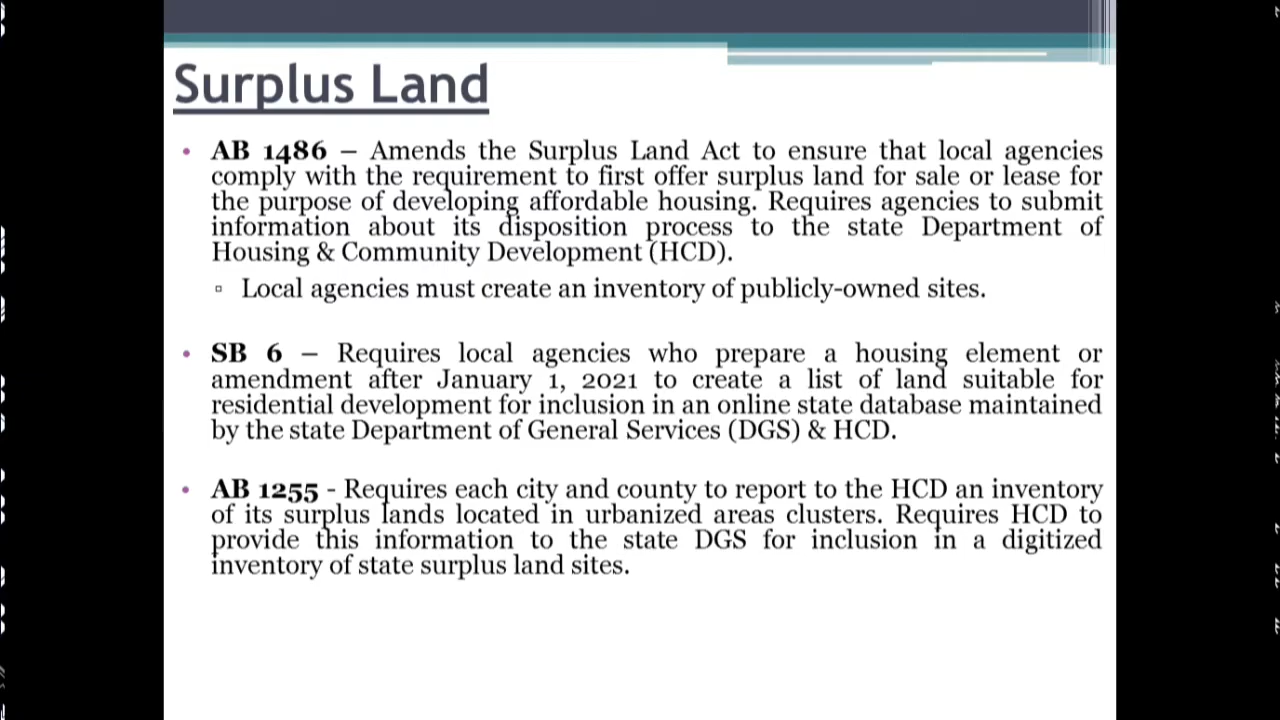 Surplus Land
• AB 1486 – Amends the Surplus Land Act to ensure that local agencies
comply with the requirement to first offer surplus land for sale or lease for
the purpose of developing affordable housing. Requires agencies to submit
information about its disposition process to the state Department of
Housing & Community Development (HCD).
▫ Local agencies must create an inventory of publicly-owned sites.
• SB 6 – Requires local agencies who prepare a housing element or
amendment after January 1, 2021 to create a list of land suitable for
residential development for inclusion in an online state database maintained
by the state Department of General Services (DGS) & HCD.
• AB 1255 - Requires each city and county to report to the HCD an inventory
of its surplus lands located in urbanized areas clusters. Requires HCD to
provide this information to the state DGS for inclusion in a digitized
inventory of state surplus land sites.